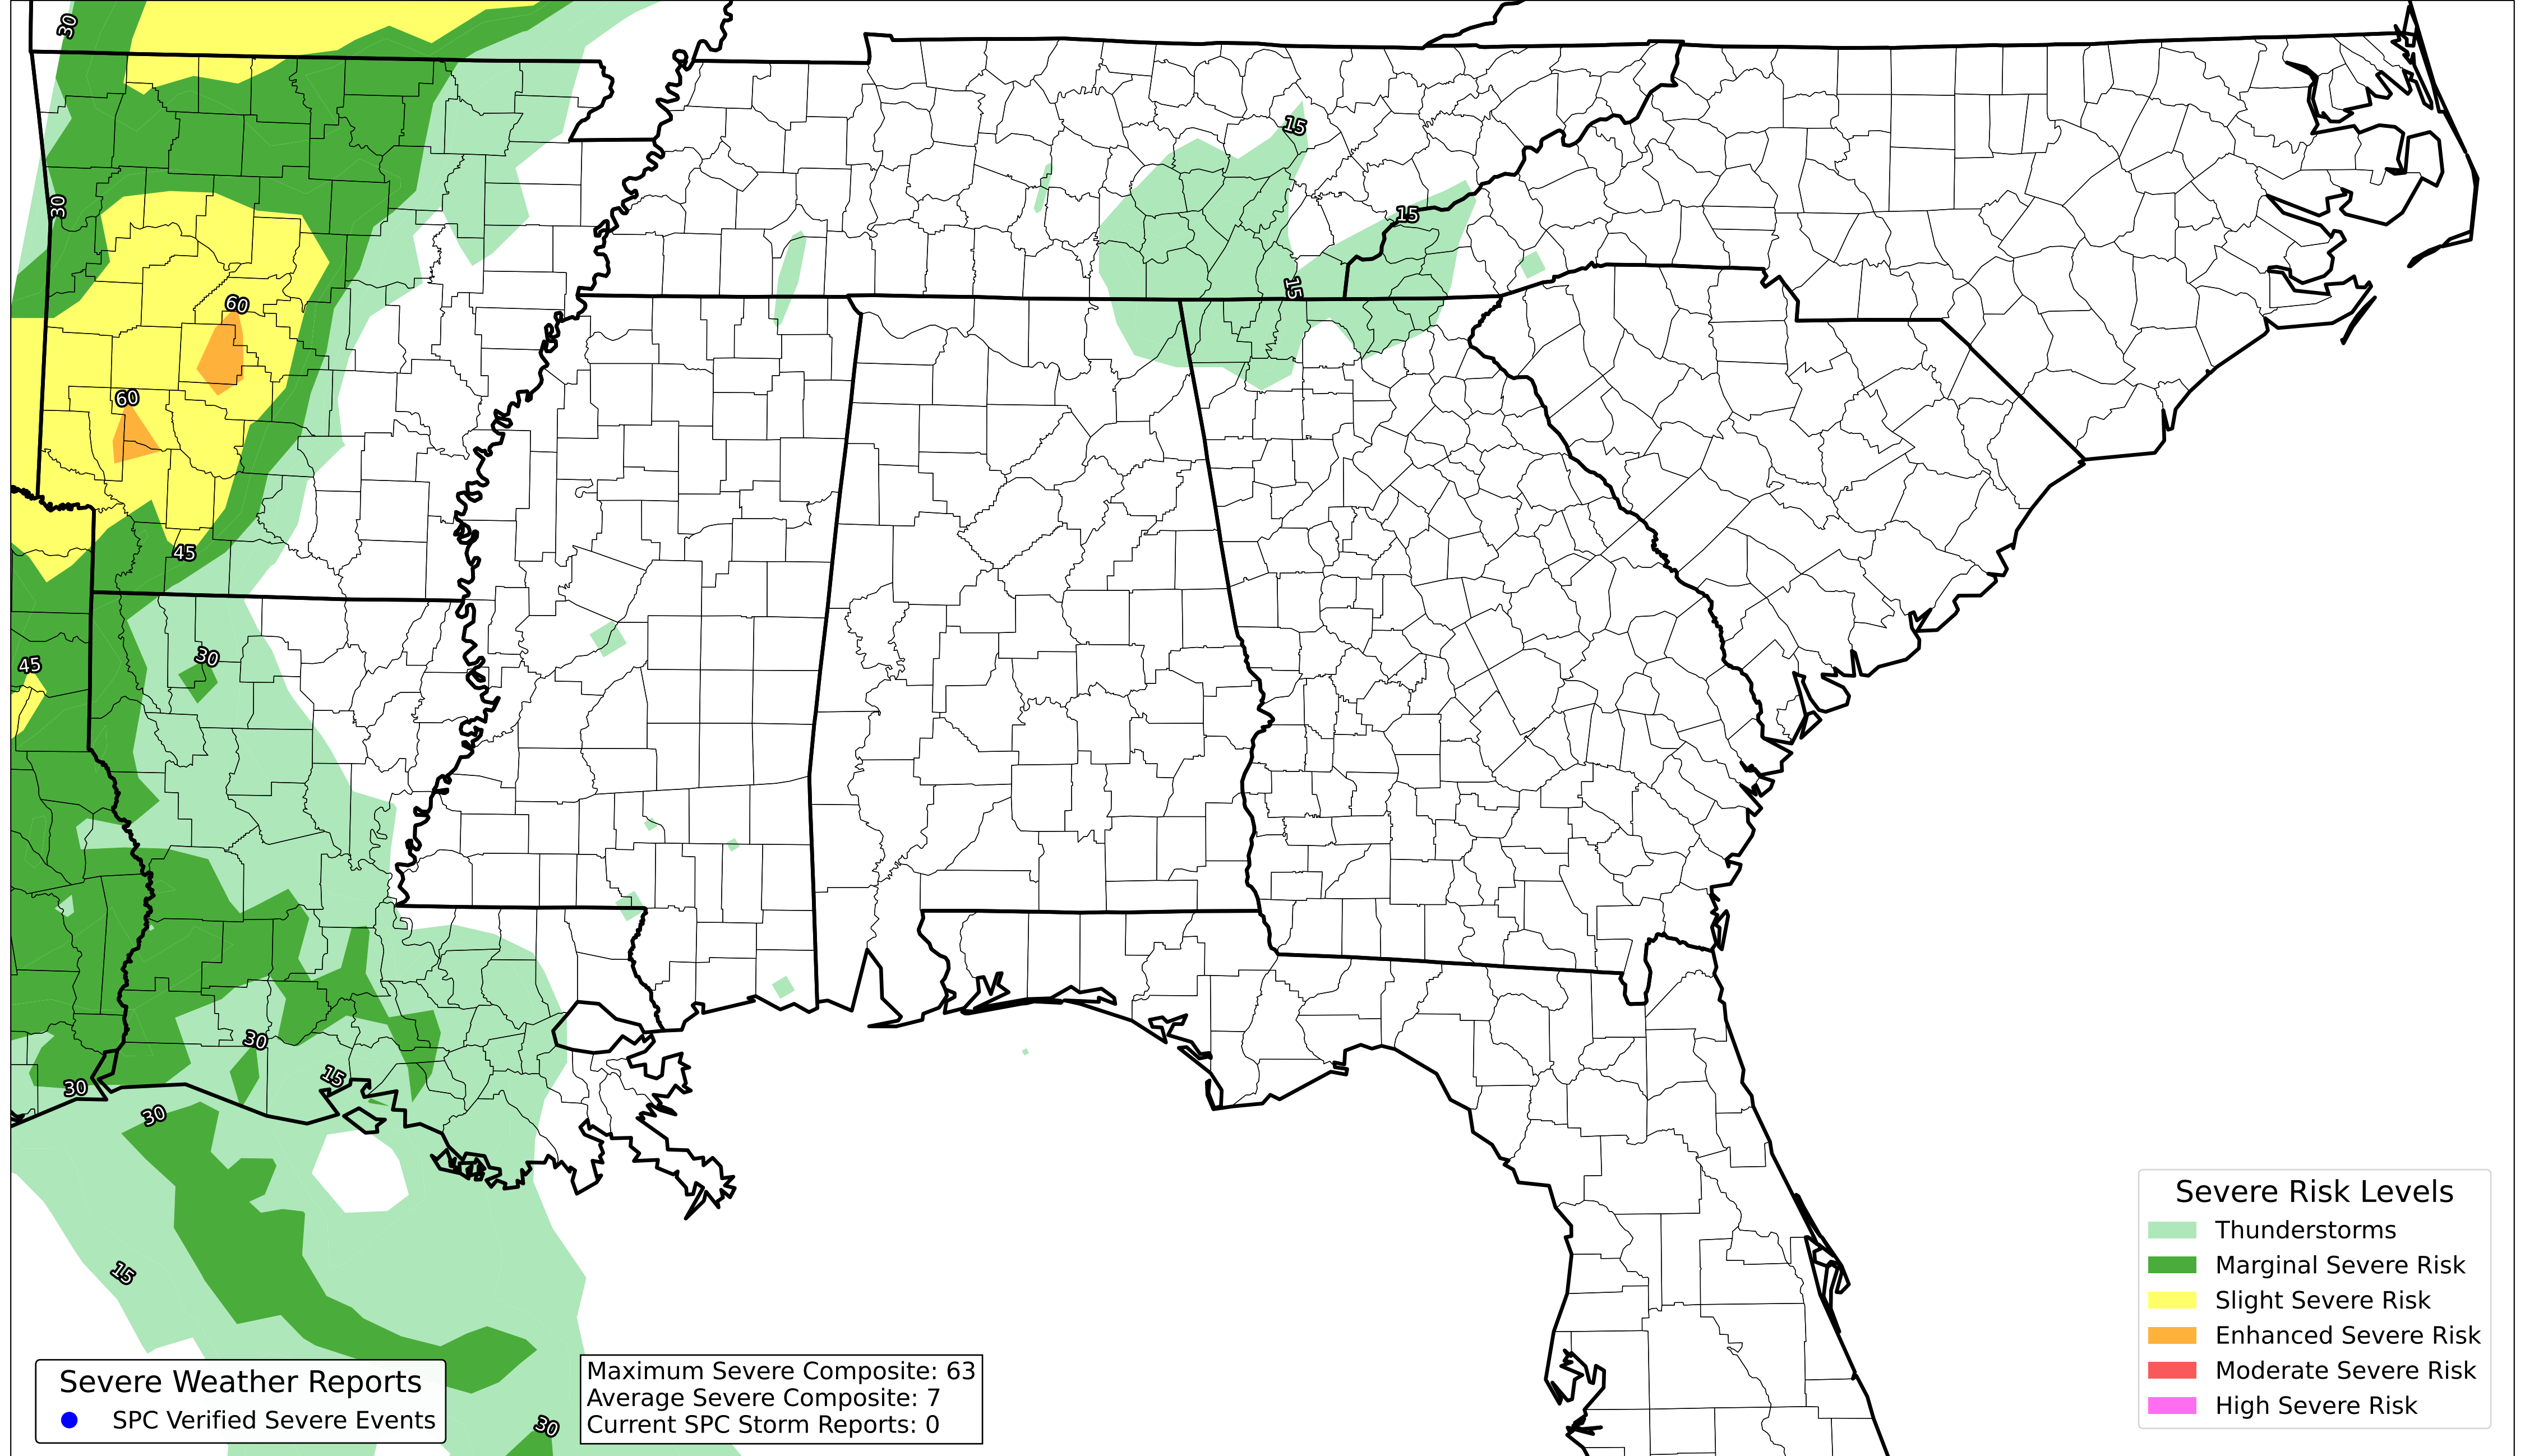 30
15
30
15
15
60
60
45
30
45
30
15
30
30
15
30
Severe Risk Levels
Thunderstorms
Marginal Severe Risk
Slight Severe Risk
Enhanced Severe Risk
Moderate Severe Risk
High Severe Risk
Severe Weather Reports
SPC Verified Severe Events
Maximum Severe Composite: 63
Average Severe Composite: 7
Current SPC Storm Reports: 0